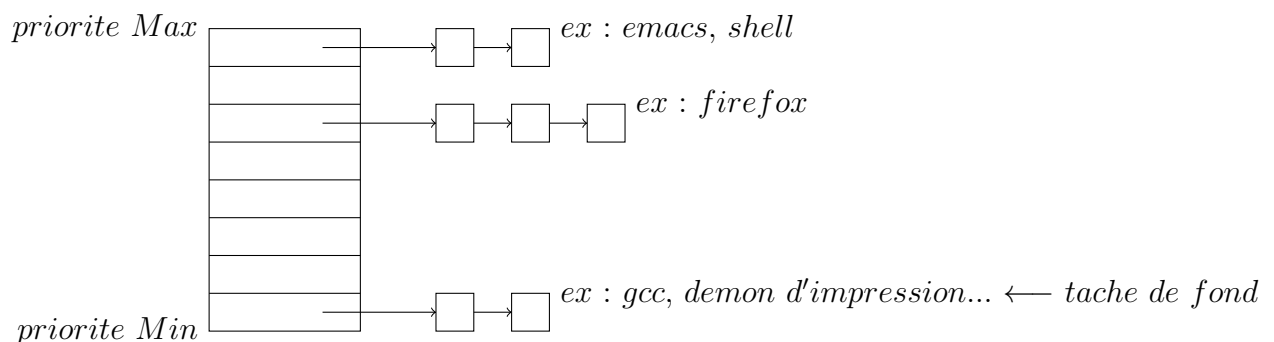 priorite Max
ex : emacs, shell
ex : firefox
ex : gcc, demon d'impression... ⟵ tache de fond
priorite Min